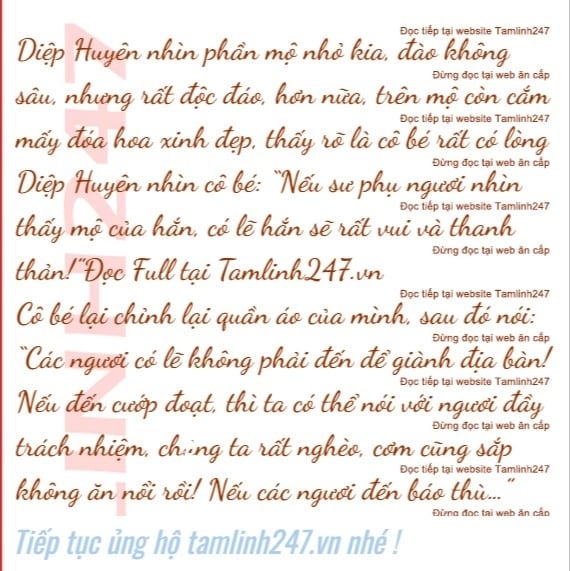 Đọc tiếp tại website Tamlinh247
Diệp Huyên nhìn phần mộ nhỏ kia, đào không
Đừng đọc tại web ăn cắp
sâu, nhưng rất độc đáo, hơn nữa, trên mộ còn cắm
Đọc tiếp tại website Tamlinh247
mấy đóa hoa xinh đẹp, thấy rõ là cô bé rất có lòng
Đừng đọc tại web ăn cắp
Diệp Huyên nhìn cô bé: "Nếu sư phụ ngươi nhìn
Đọc tiếp tại website Tamlinh247
thấy mộ của hắn, có lẽ hắn sẽ rất vui và thanh
Đừng đọc tại web ăn cắp
thản!"Đọc Full tại Tamlinh247.vn
Đọc tiếp tại website Tamlinh247
Cô bé lại chỉnh lại quần áo của mình, sau đó nói:
Đừng đọc tại web ăn cắp
"Các ngươi có lẽ không phải đến để giành địa bàn!
Đọc tiếp tại website Tamlinh247
Nếu đến cướp đoạt, thì ta có thể nói với ngươi đầy
Đừng đọc tại web ăn cắp
trách nhiệm, chúng ta rất nghèo, cơm cũng sắp
Đọc tiếp tại website Tamlinh247
không ăn nổi rồi! Nếu các ngươi đến báo thù..."
Đừng đọc tại web ăn cắp
Tiếp tục ủng hộ tamlinh247.vn nhé !
INH247